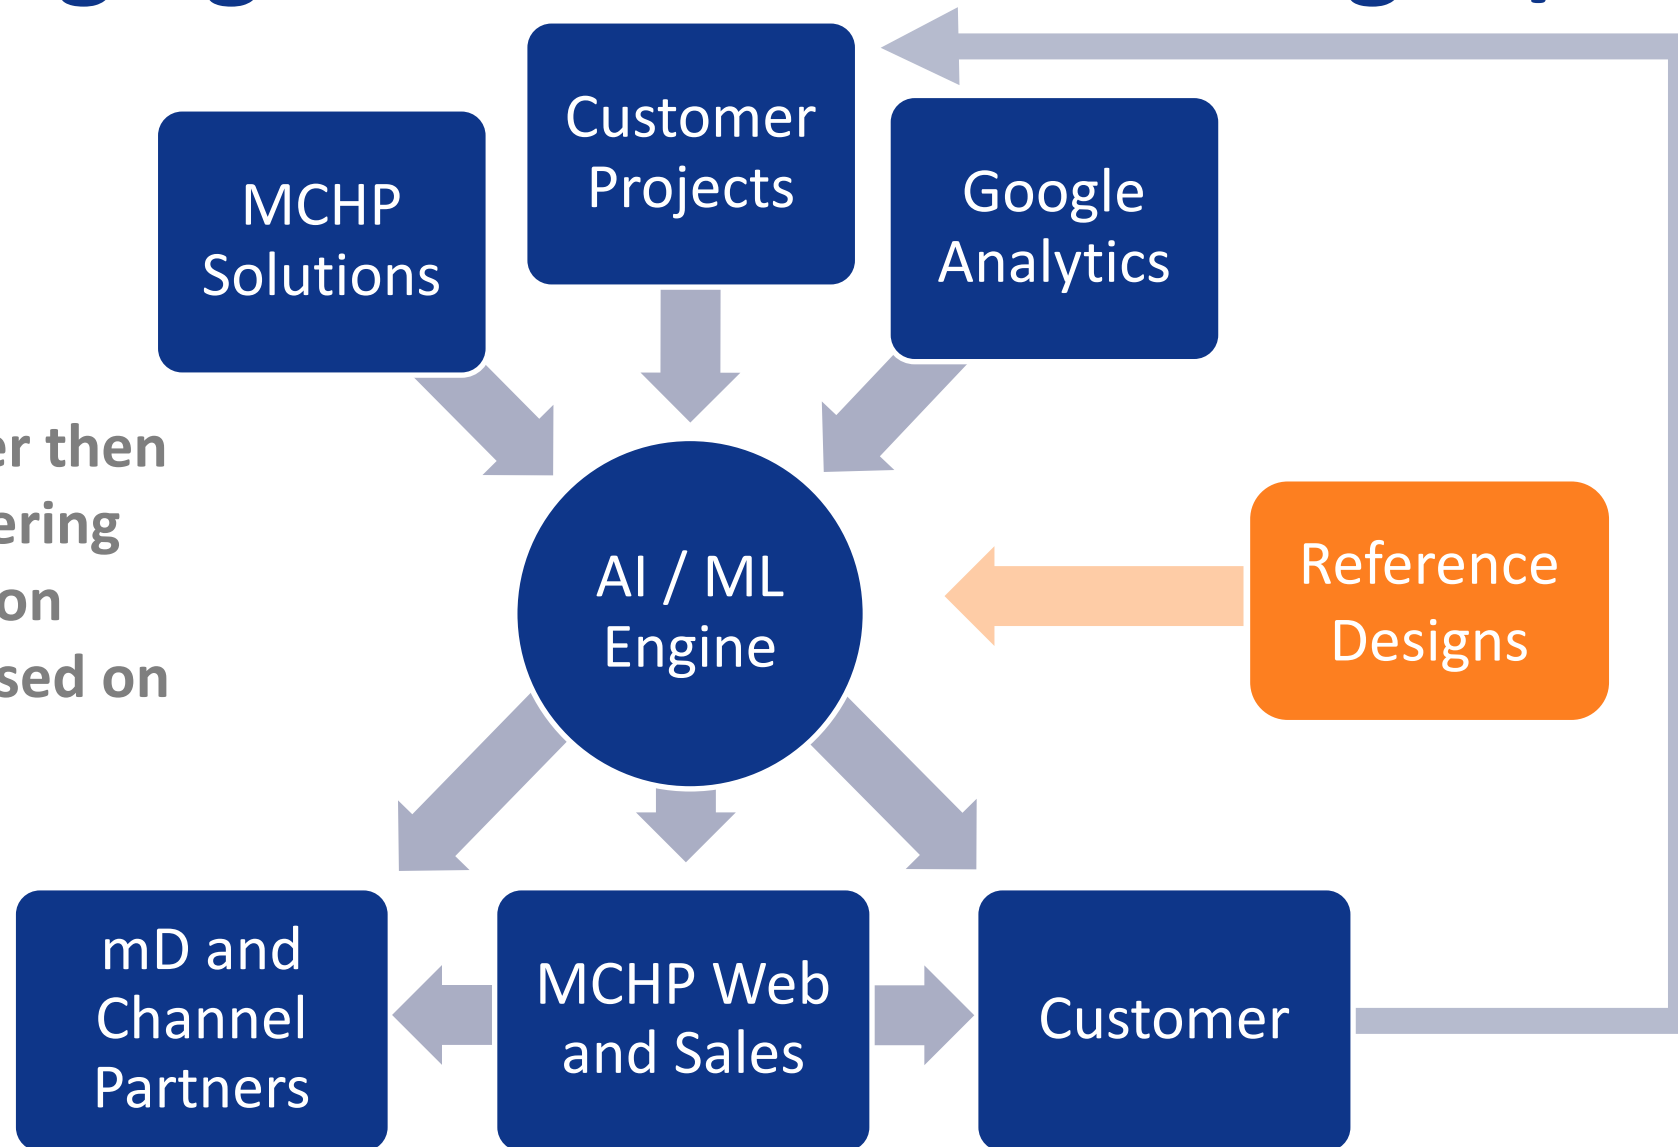 Customer
Projects
MCHP
Solutions
Google
Analytics
er then
ering
on
sed on
AI / ML
Engine
Reference
Designs
mD and
Channel
Partners
MCHP Web
and Sales
Customer